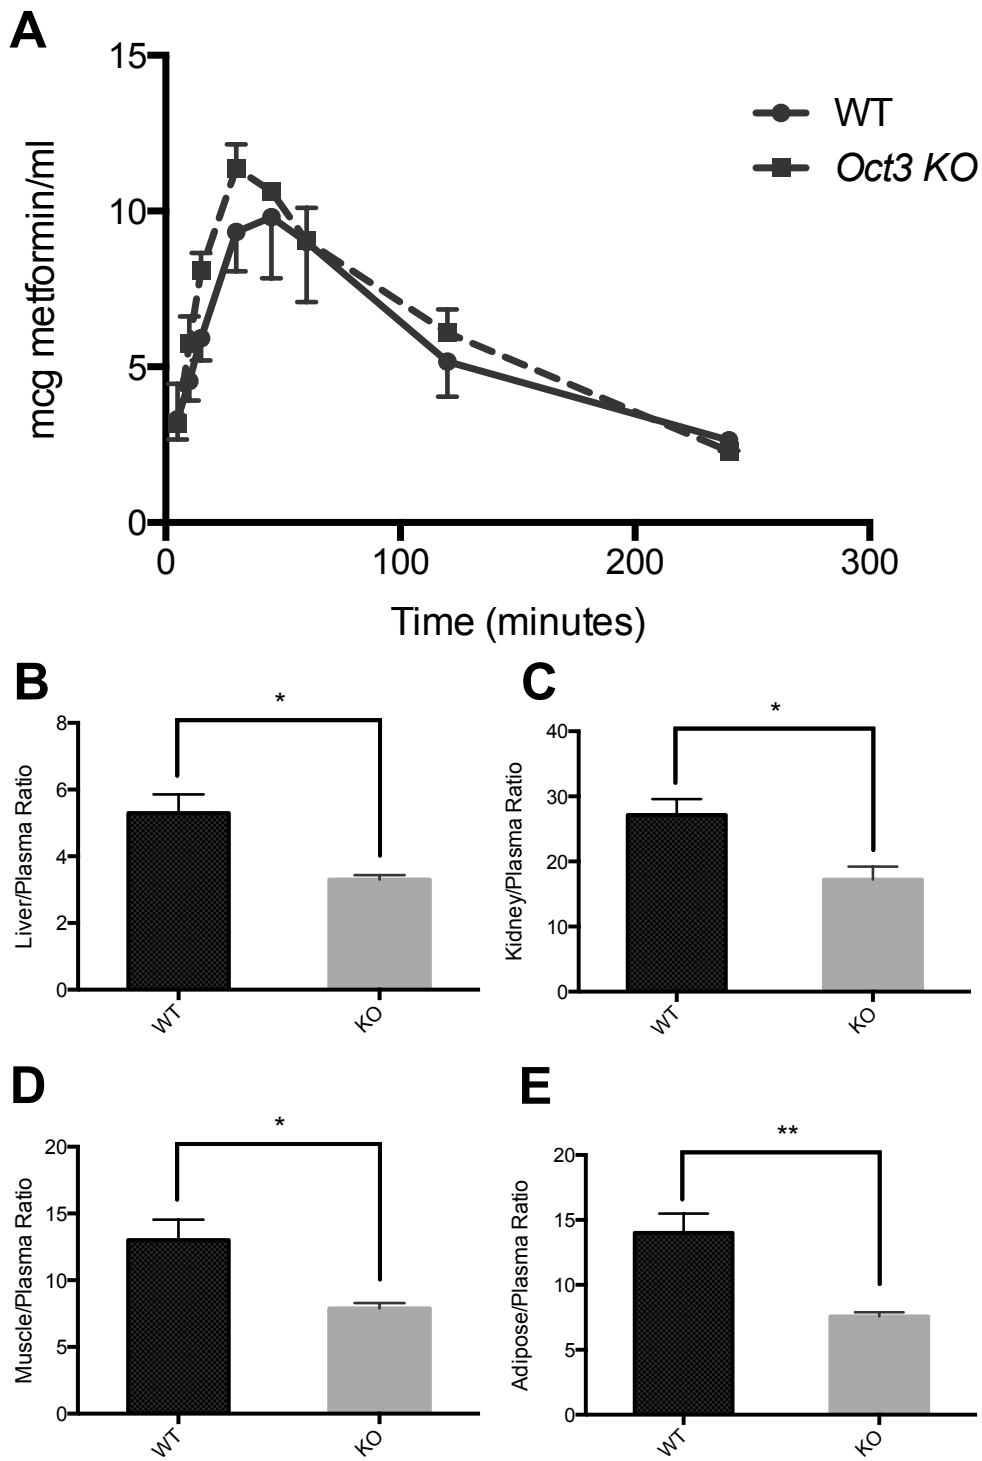 A
15
10
5
0
mcg metformin/ml
0 100 200 300
Time (minutes)
WT
Oct3 KO
B
*
8
6
4
2
0
Liver/Plasma Ratio
WT KO
C
*
40
30
20
10
0
Kidney/Plasma Ratio
WT KO
D
*
20
15
10
5
0
Muscle/Plasma Ratio
WT KO
E
**
20
15
10
5
0
Adipose/Plasma Ratio
WT KO